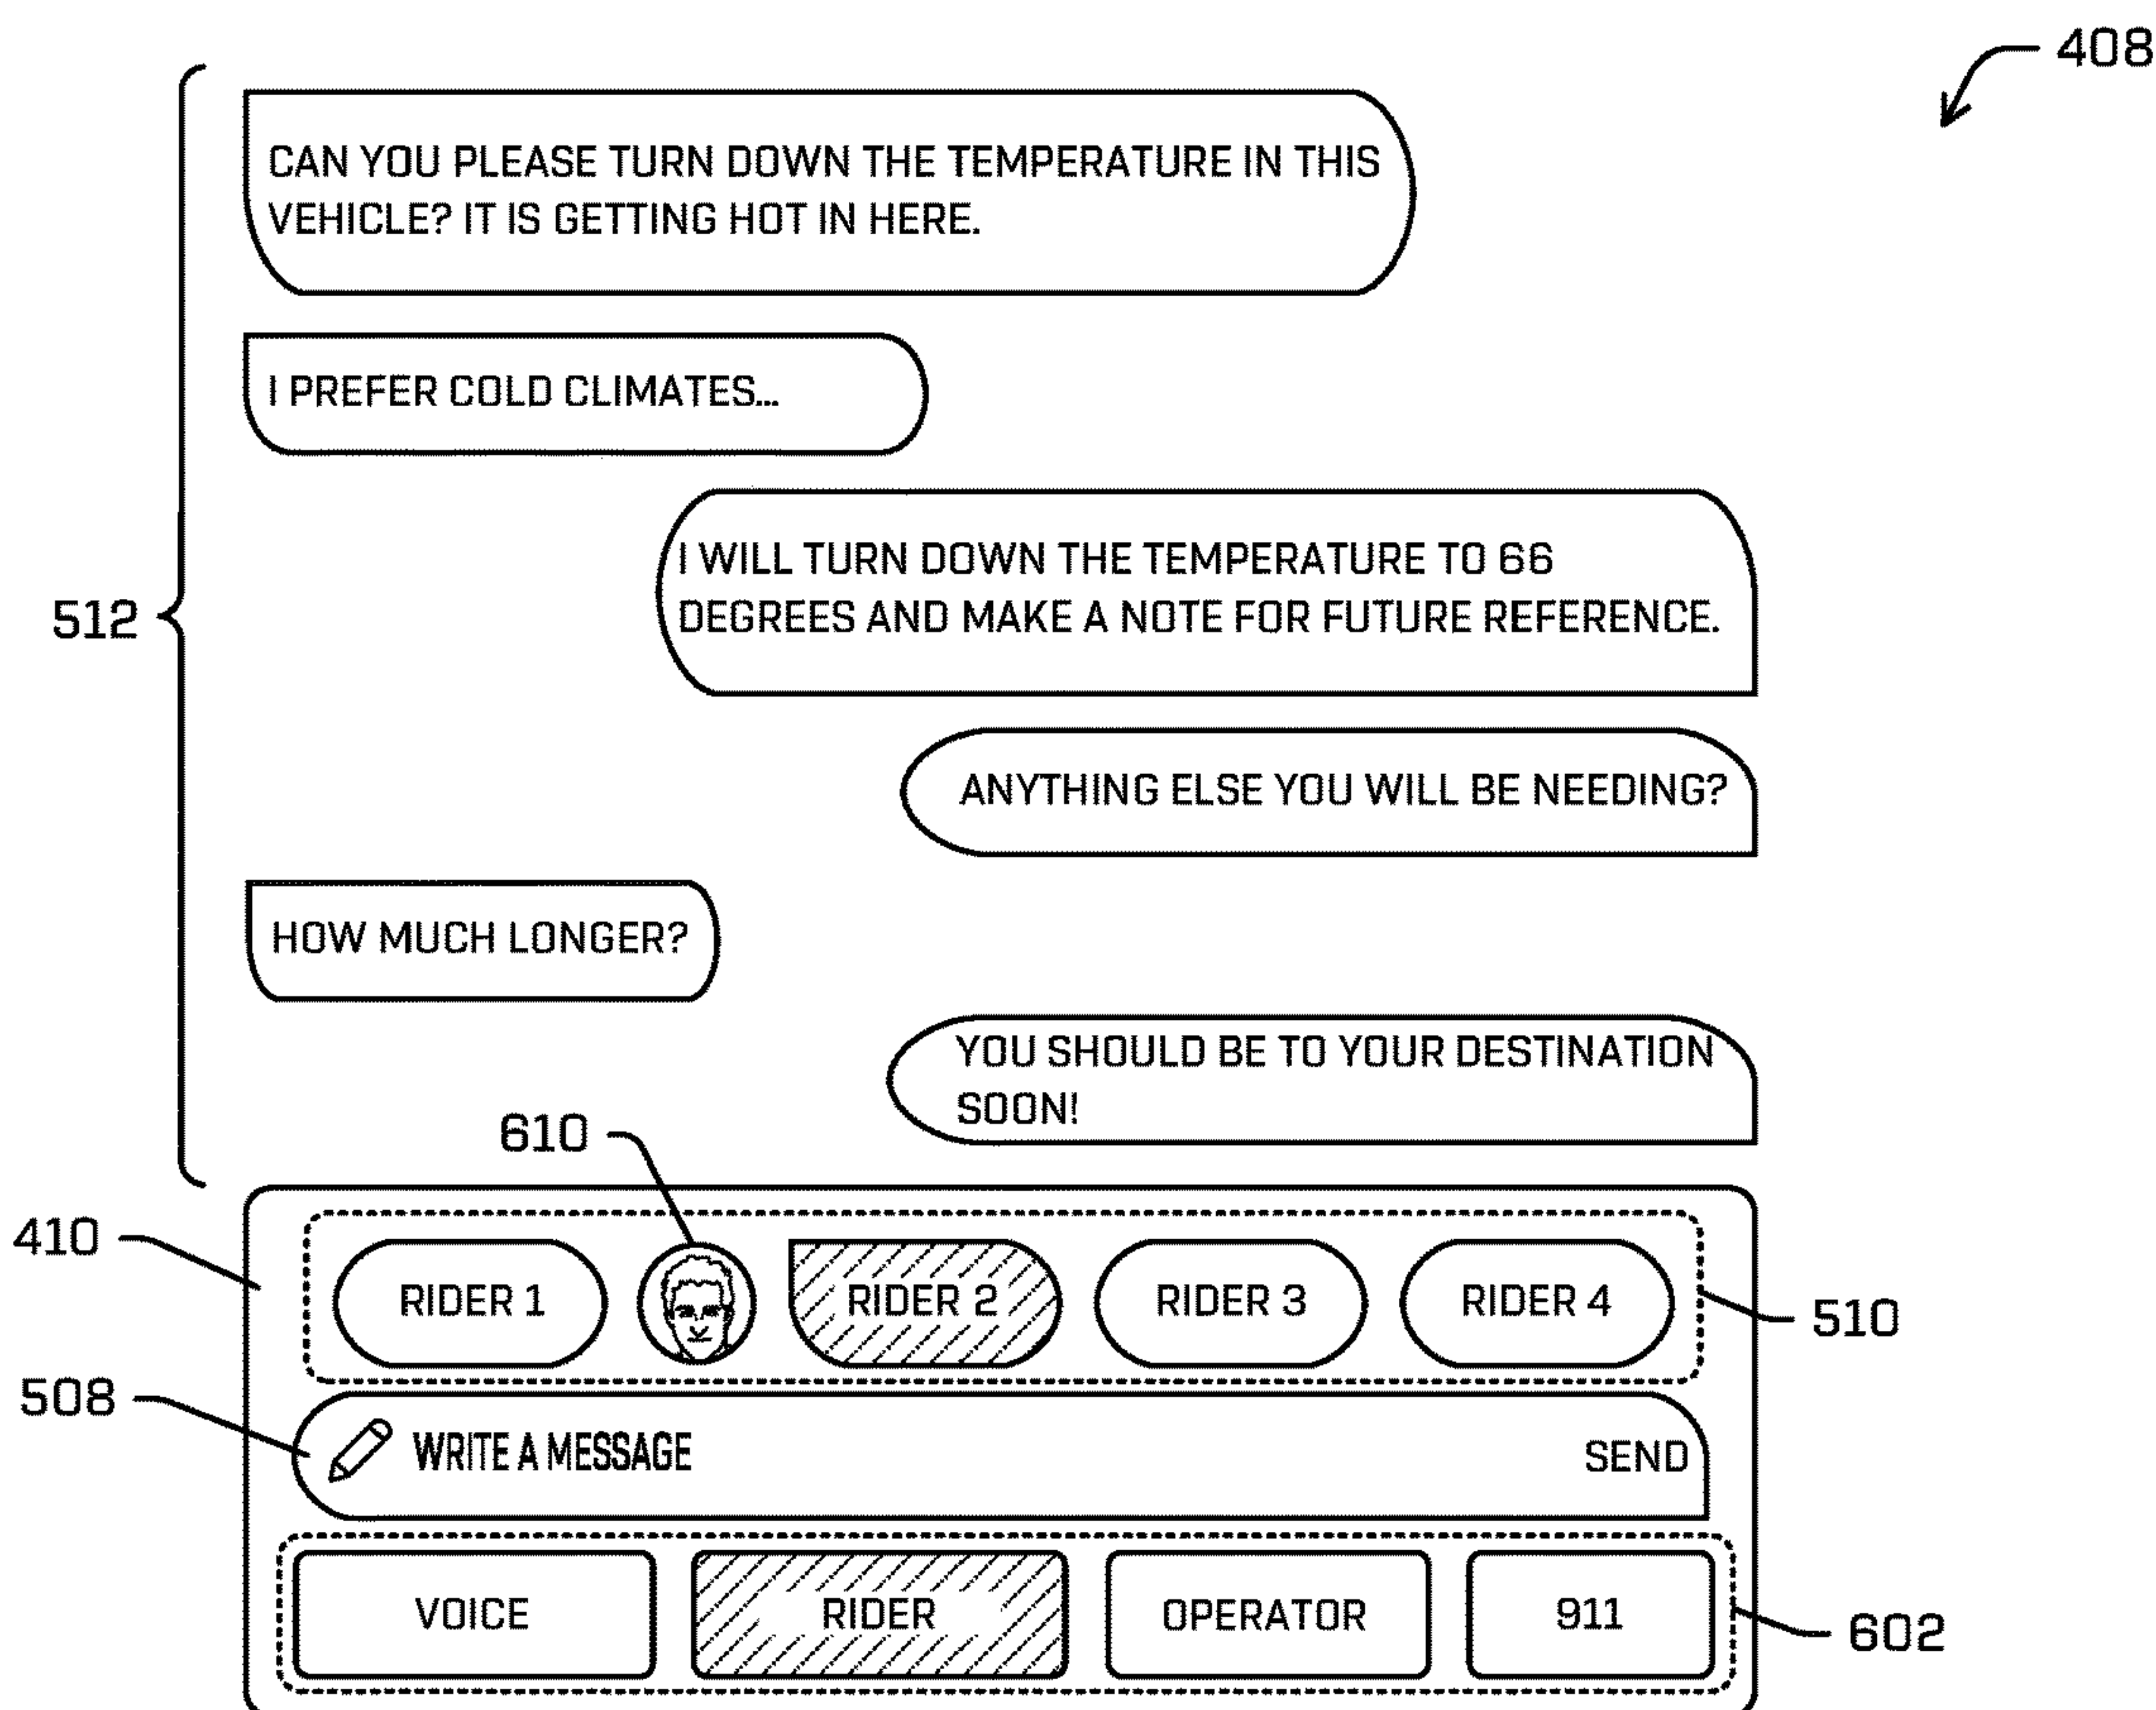 408
CAN YOU PLEASE TURN DOWN THE TEMPERATURE IN THIS
VEHICLE? IT IS GETTING HOT IN HERE.
I PREFER COLD CLIMATES...
I WILL TURN DOWN THE TEMPERATURE TO 66
DEGREES AND MAKE A NOTE FOR FUTURE REFERENCE.
512
ANYTHING ELSE YOU WILL BE NEEDING?
HOW MUCH LONGER?
YOU SHOULD BE TO YOUR DESTINATION
SOON!
610
410
RIDER 1
RIDER 2
RIDER 3
RIDER 4
510
508
WRITE A MESSAGE
SEND
VOICE
RIDER
OPERATOR
911
602